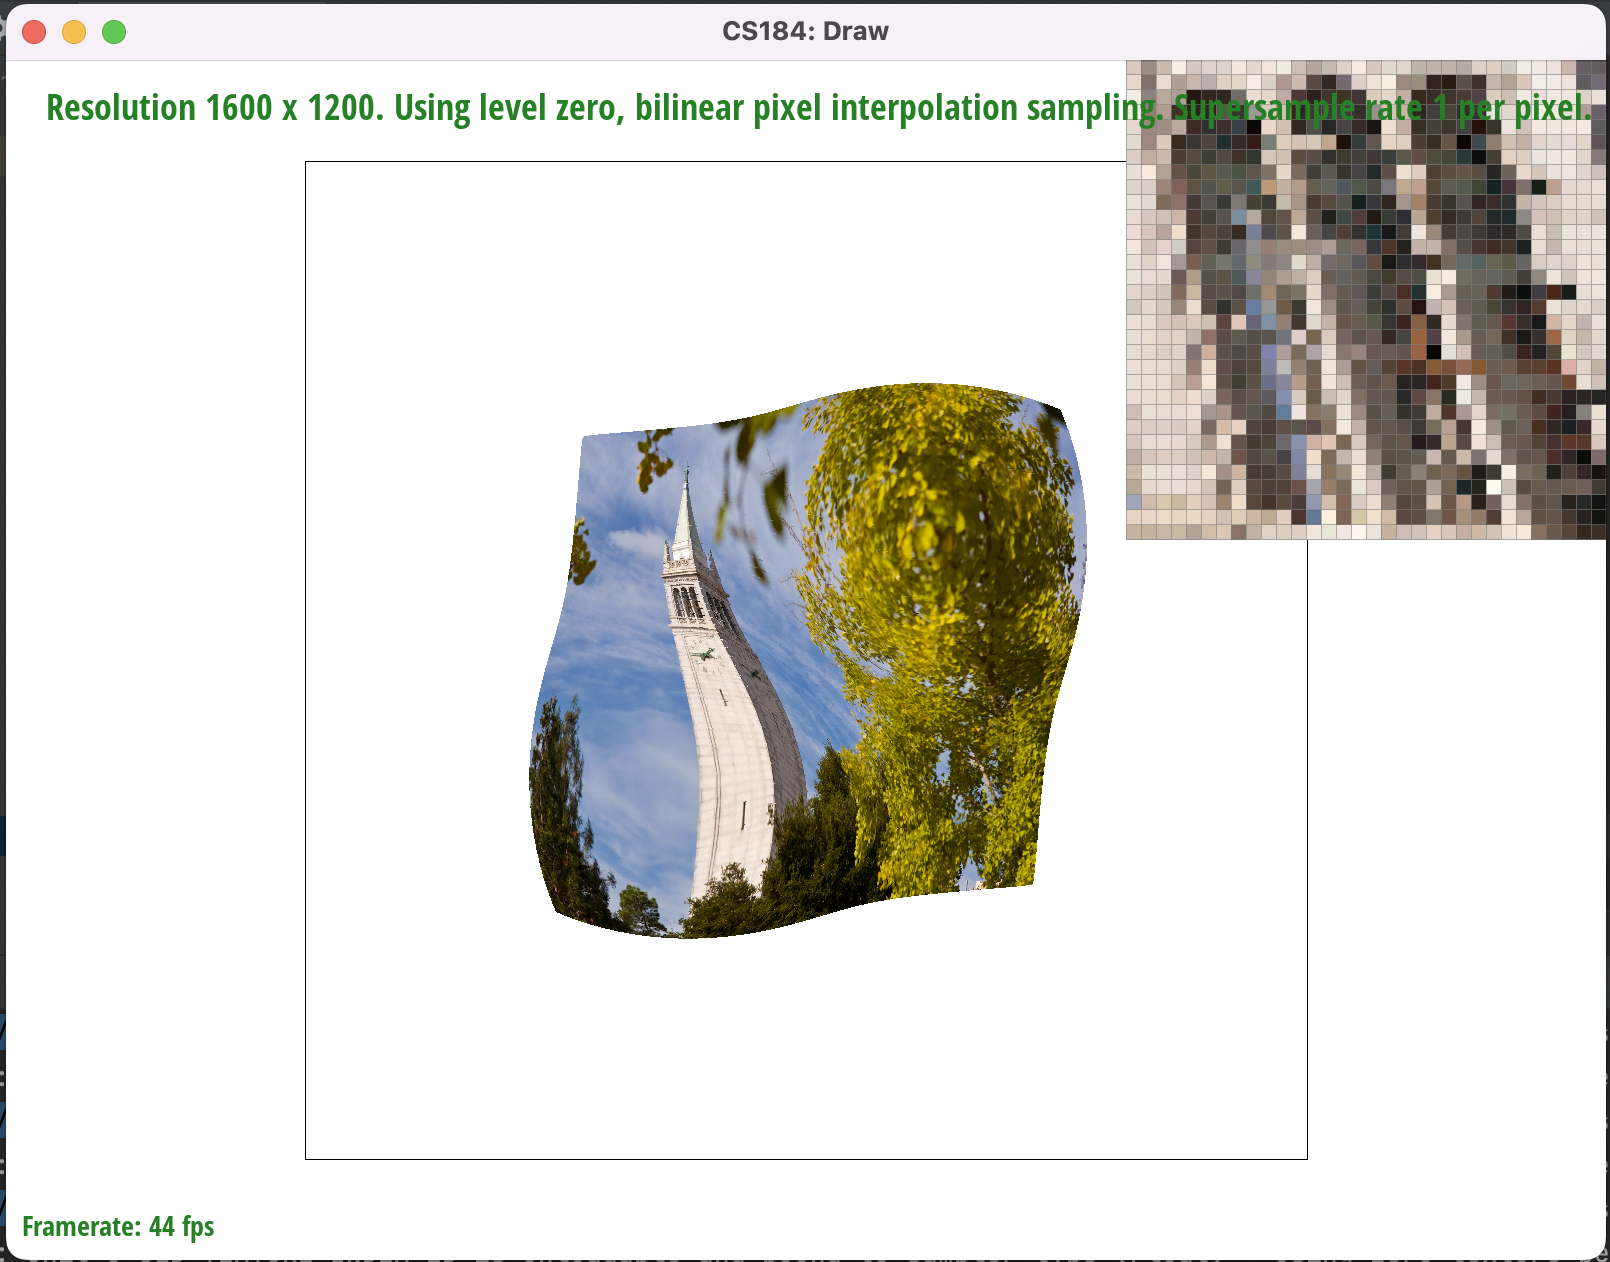 CS184: Draw
Resolution 1600 x 1200. Using level zero, bilinear pixel interpolation sampling. Supersample rate 1 per pixel.
Framerate: 44 fps